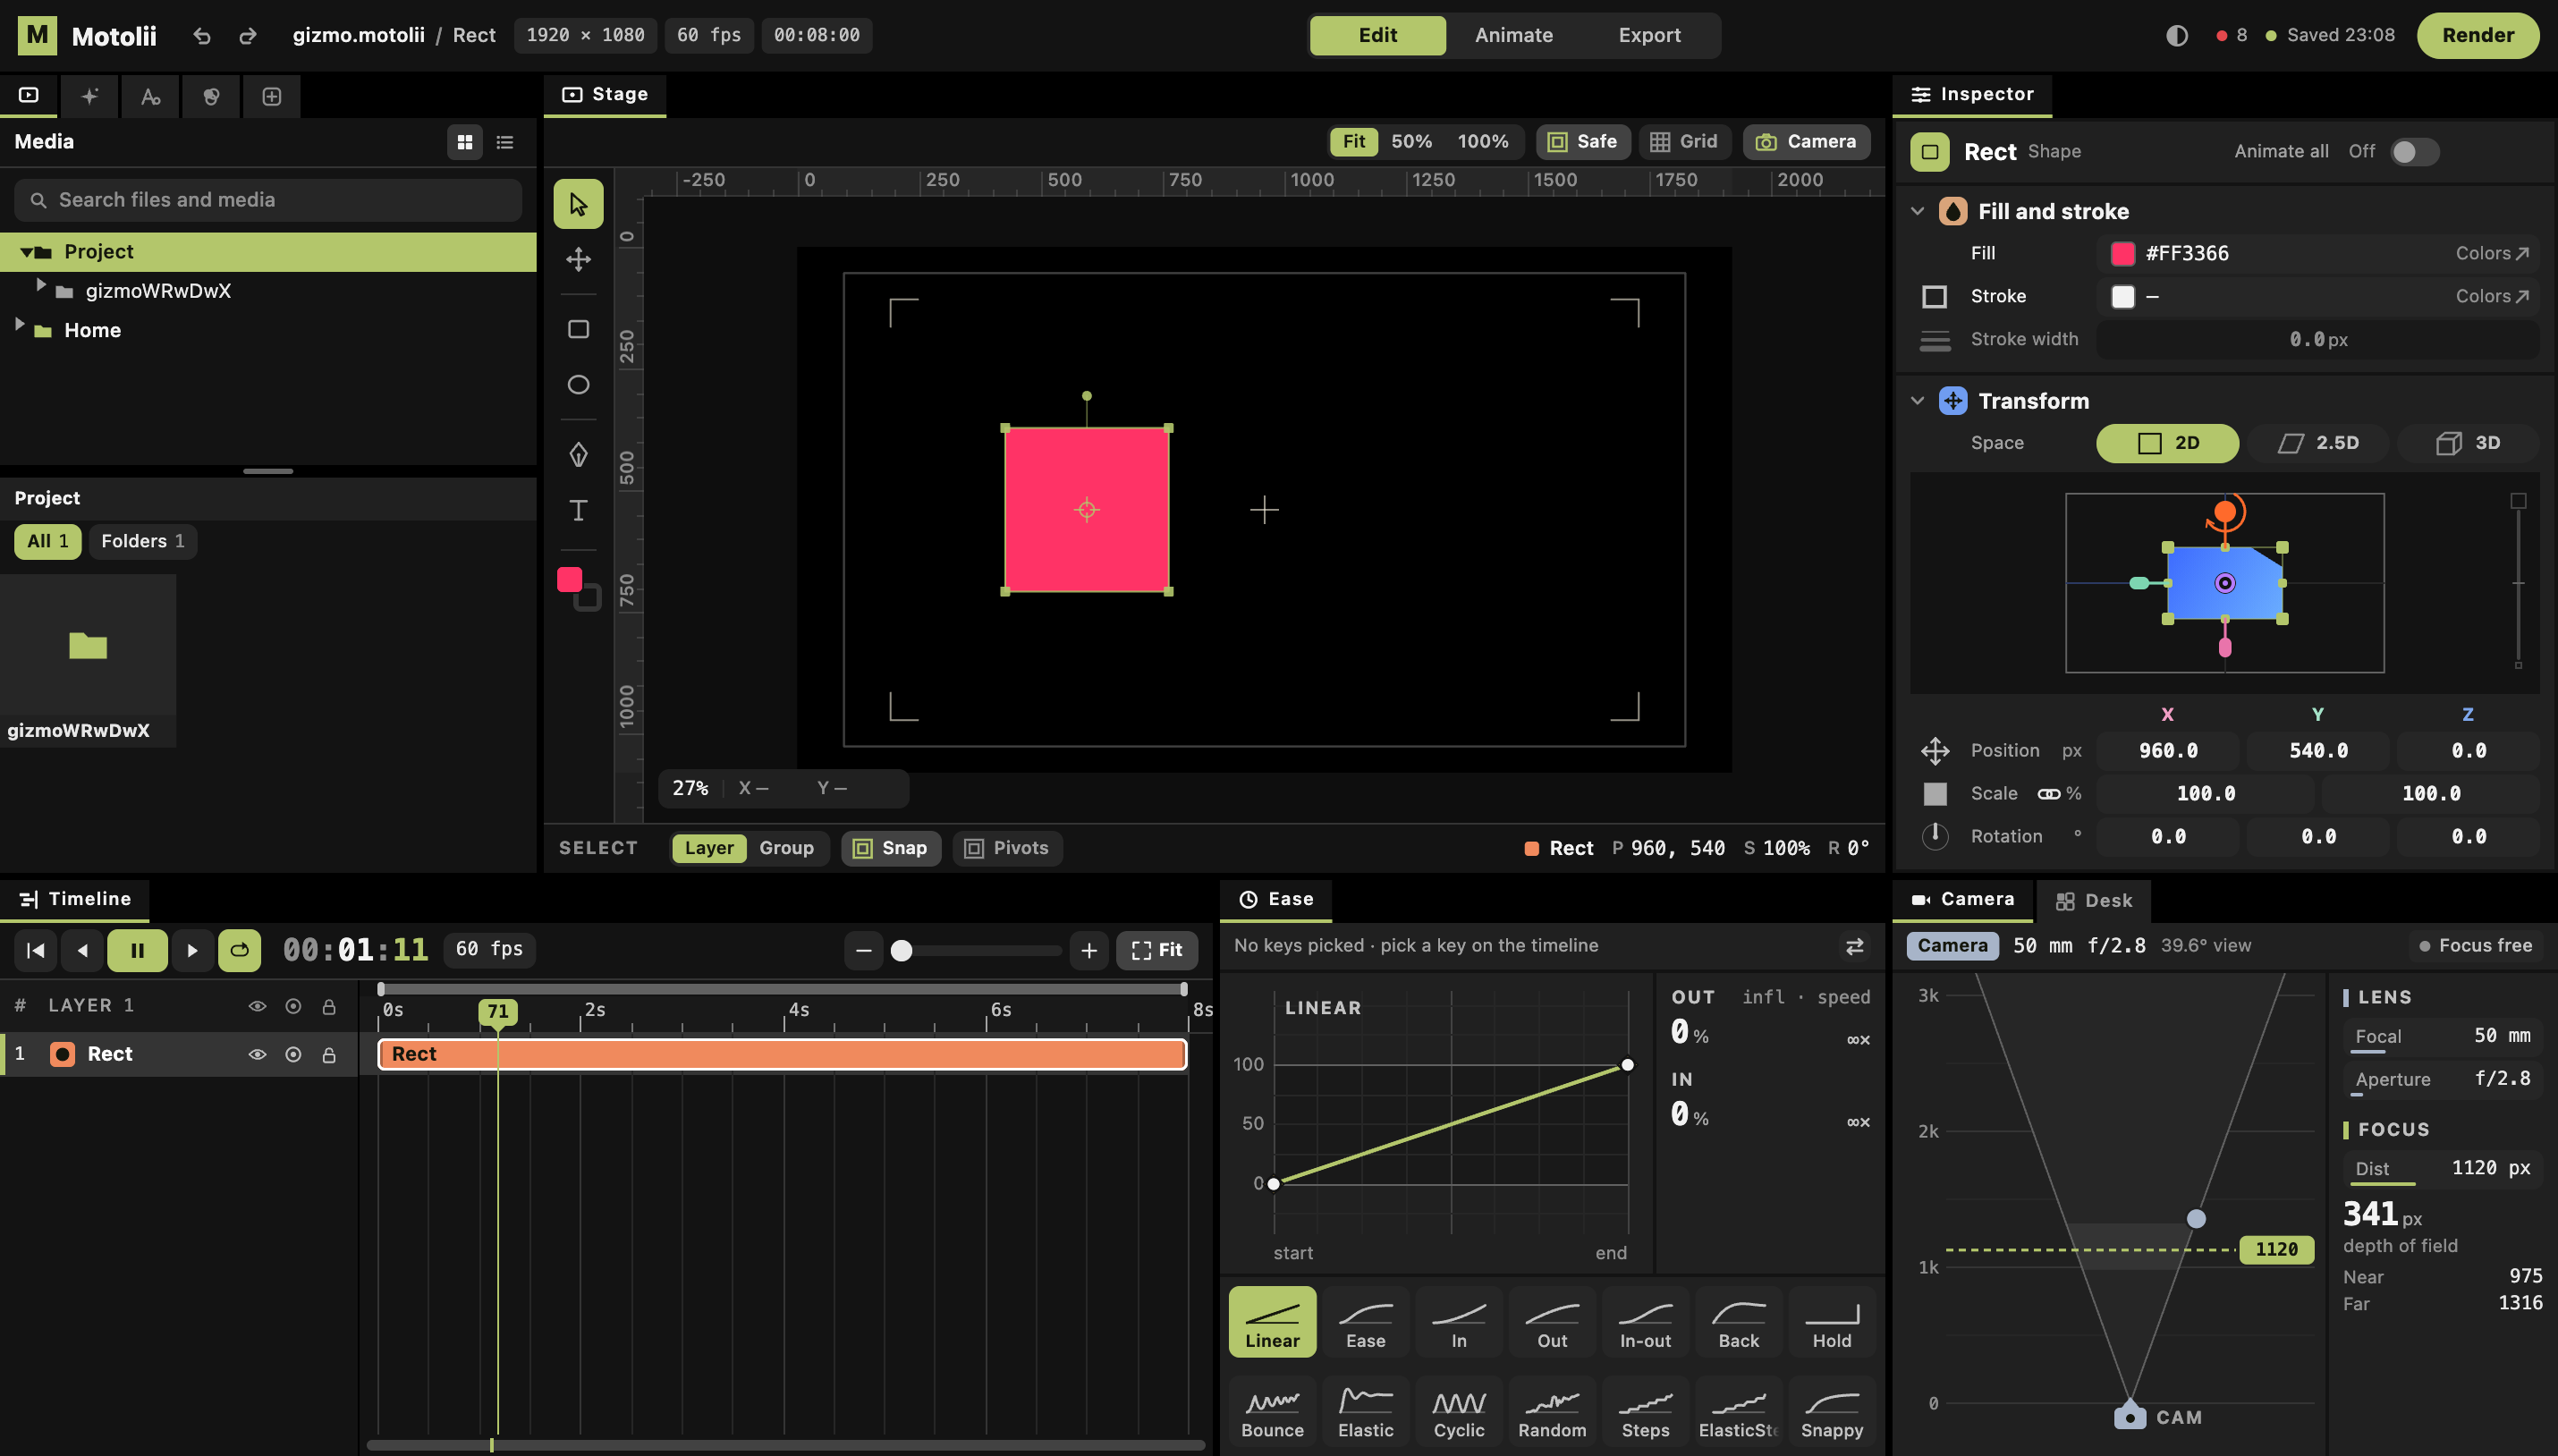 M Motolii gizmo.motolii / Rect 1920 × 1080 60 fps 00:08:00 Edit Animate Export 8 Saved 23:08 Render
Media
Search files and media
Project
gizmoWRwDwX
Home
Project
All 1 Folders 1
gizmoWRwDwX
Stage
Fit 50% 100% Safe Grid Camera
-250 0 250 500 750 1000 1250 1500 1750 2000
0
250
500
750
1000
T
27% X — Y —
SELECT Layer Group Snap Pivots Rect P 960, 540 S 100% R 0°
Inspector
Rect Shape Animate all Off
Fill and stroke
Fill #FF3366 Colors
Stroke — Colors
Stroke width 0.0 px
Transform
Space 2D 2.5D 3D
X Y Z
Position px 960.0 540.0 0.0
Scale % 100.0 100.0
Rotation ° 0.0 0.0 0.0
Timeline
00:01:11 60 fps Fit
# LAYER 1
0s 71 2s 4s 6s 8s
1 Rect Rect
Ease
No keys picked · pick a key on the timeline
LINEAR
100
50
0
start end
OUT infl · speed
0 % ∞×
IN
0 % ∞×
Linear Ease In Out In-out Back Hold
Bounce Elastic Cyclic Random Steps ElasticSte Snappy
Camera Desk
Camera 50 mm f/2.8 39.6° view Focus free
3k
2k
1k
0
1120
CAM
LENS
Focal 50 mm
Aperture f/2.8
FOCUS
Dist 1120 px
341 px
depth of field
Near 975
Far 1316